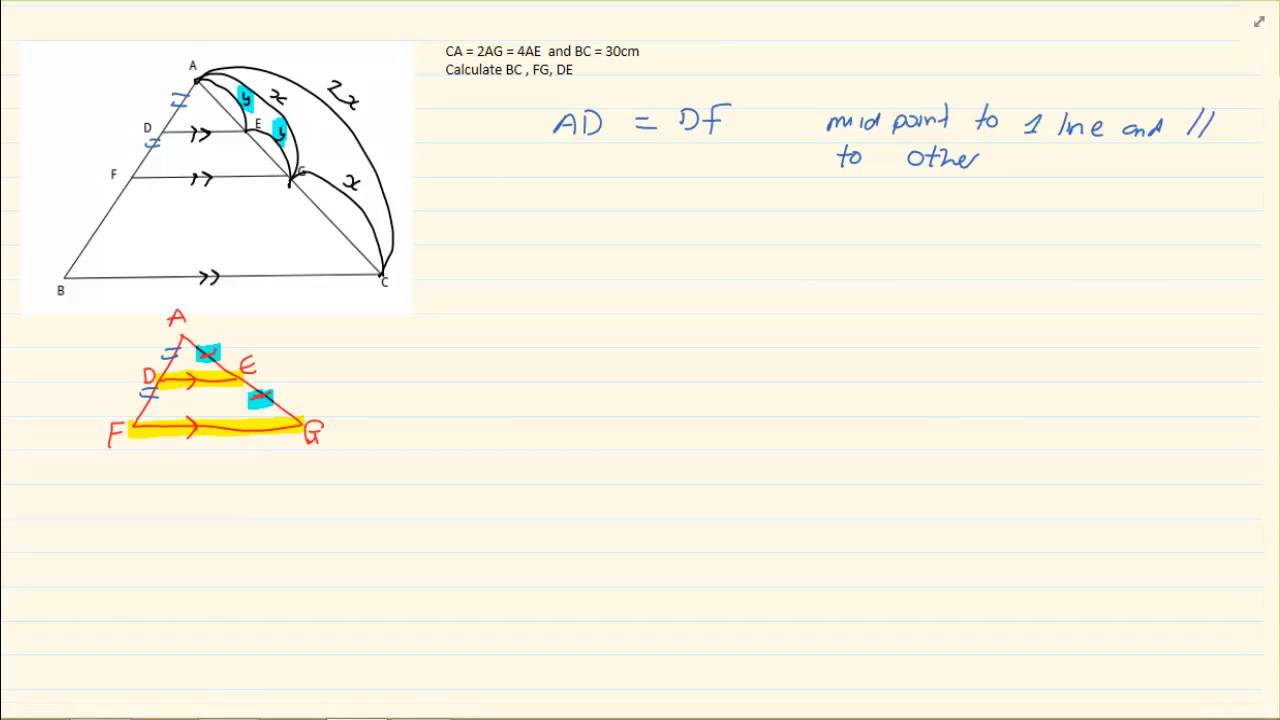 CA = 2AG = 4AE and BC = 30cm
Calculate BC , FG, DE
AD = DF mid point to 1 line and //
to other
A
2x
y
x
D
E
y
F
G
x
B
C
A
D
E
F
G